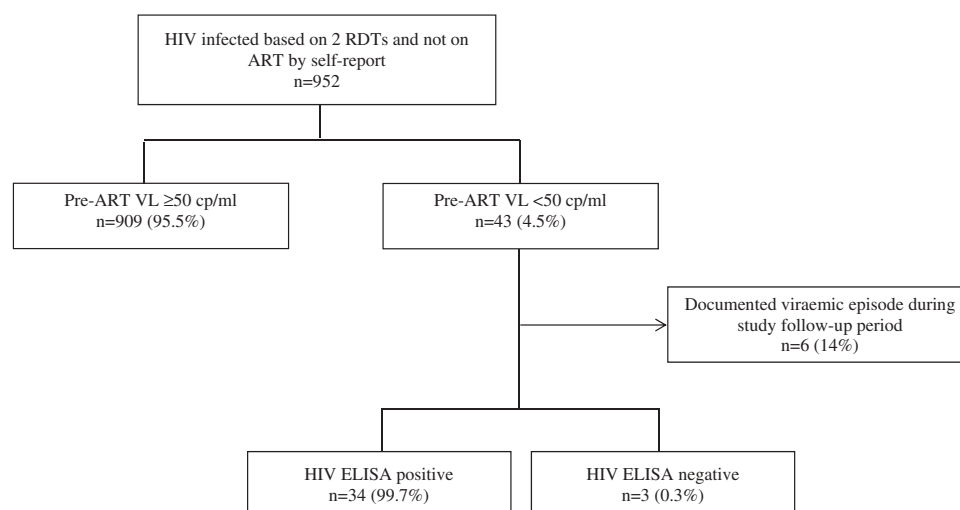 HIV infected based on 2 RDTs and not on
ART by self-report
n=952
Pre-ART VL ≥50 cp/ml
n=909 (95.5%)
Pre-ART VL <50 cp/ml
n=43 (4.5%)
Documented viraemic episode during
study follow-up period
n=6 (14%)
HIV ELISA positive
n=34 (99.7%)
HIV ELISA negative
n=3 (0.3%)